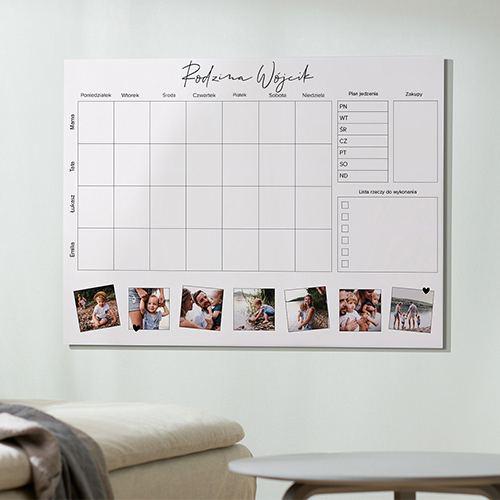 Rodzina Wójcik
Poniedziałek Wtorek Środa Czwartek Piątek Sobota Niedziela
Mama
Tata
Łukasz
Emilia
Plan jedzenia
PN
WT
ŚR
CZ
PT
SO
ND
Zakupy
Lista rzeczy do wykonania